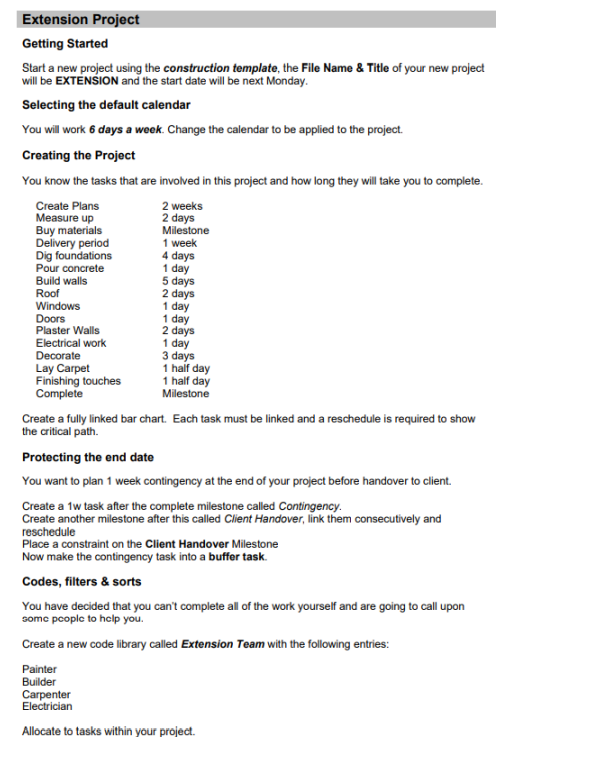 Extension Project
Getting Started
Start a new project using the construction template, the File Name & Title of your new project
will be EXTENSION and the start date will be next Monday.
Selecting the default calendar
You will work 6 days a week. Change the calendar to be applied to the project.
Creating the Project
You know the tasks that are involved in this project and how long they will take you to complete.
Create Plans 2 weeks
Measure up 2 days
Buy materials Milestone
Delivery period 1 week
Dig foundations 4 days
Pour concrete 1 day
Build walls 5 days
Roof 2 days
Windows 1 day
Doors 1 day
Plaster Walls 2 days
Electrical work 1 day
Decorate 3 days
Lay Carpet 1 half day
Finishing touches 1 half day
Complete Milestone
Create a fully linked bar chart. Each task must be linked and a reschedule is required to show
the critical path.
Protecting the end date
You want to plan 1 week contingency at the end of your project before handover to client.
Create a 1w task after the complete milestone called Contingency.
Create another milestone after this called Client Handover, link them consecutively and
reschedule
Place a constraint on the Client Handover Milestone
Now make the contingency task into a buffer task.
Codes, filters & sorts
You have decided that you can't complete all of the work yourself and are going to call upon
some people to help you.
Create a new code library called Extension Team with the following entries:
Painter
Builder
Carpenter
Electrician
Allocate to tasks within your project.